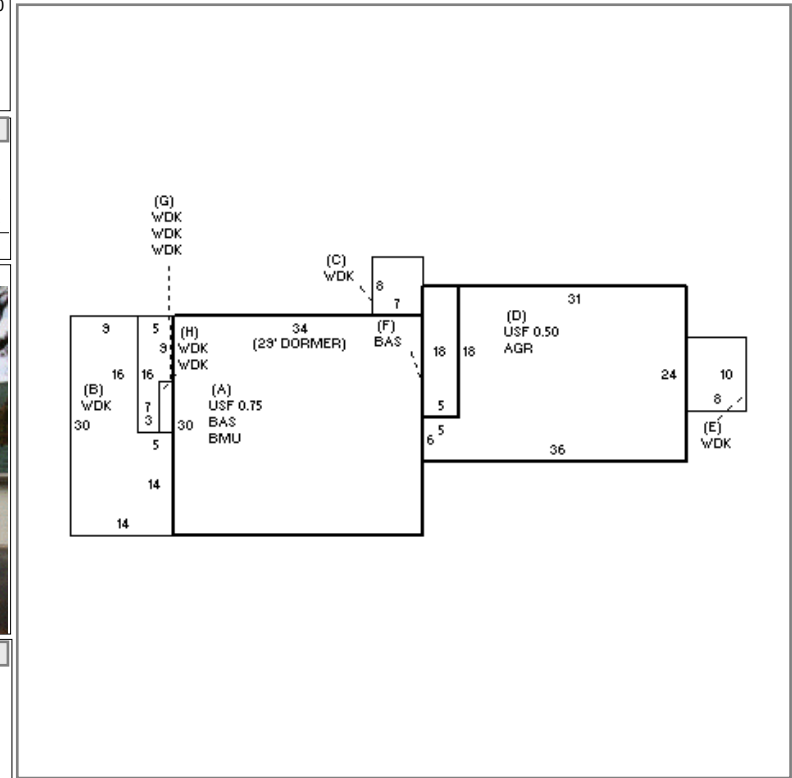 (G)
WDK
WDK
WDK
(C)
WDK
8
7
31
9
5
(H)
34
(F)
(D)
9
WDK
(29' DORMER)
BAS
USF 0.50
WDK
18
18
AGR
16
16
24
10
(B)
(A)
WDK
USF 0.75
8
7
5
3
BAS
30
30
5
(E)
BMU
6
WDK
5
36
14
14